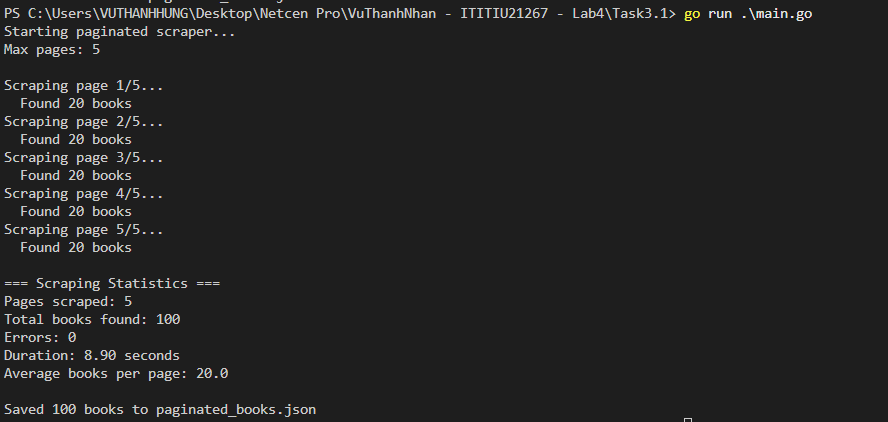 PS C:\Users\VUTHANHHUNG\Desktop\Netcen Pro\VuThanhNhan - ITITIU21267 - Lab4\Task3.1> go run .\main.go
Starting paginated scraper...
Max pages: 5
Scraping page 1/5...
Found 20 books
Scraping page 2/5...
Found 20 books
Scraping page 3/5...
Found 20 books
Scraping page 4/5...
Found 20 books
Scraping page 5/5...
Found 20 books
=== Scraping Statistics ===
Pages scraped: 5
Total books found: 100
Errors: 0
Duration: 8.90 seconds
Average books per page: 20.0
Saved 100 books to paginated_books.json